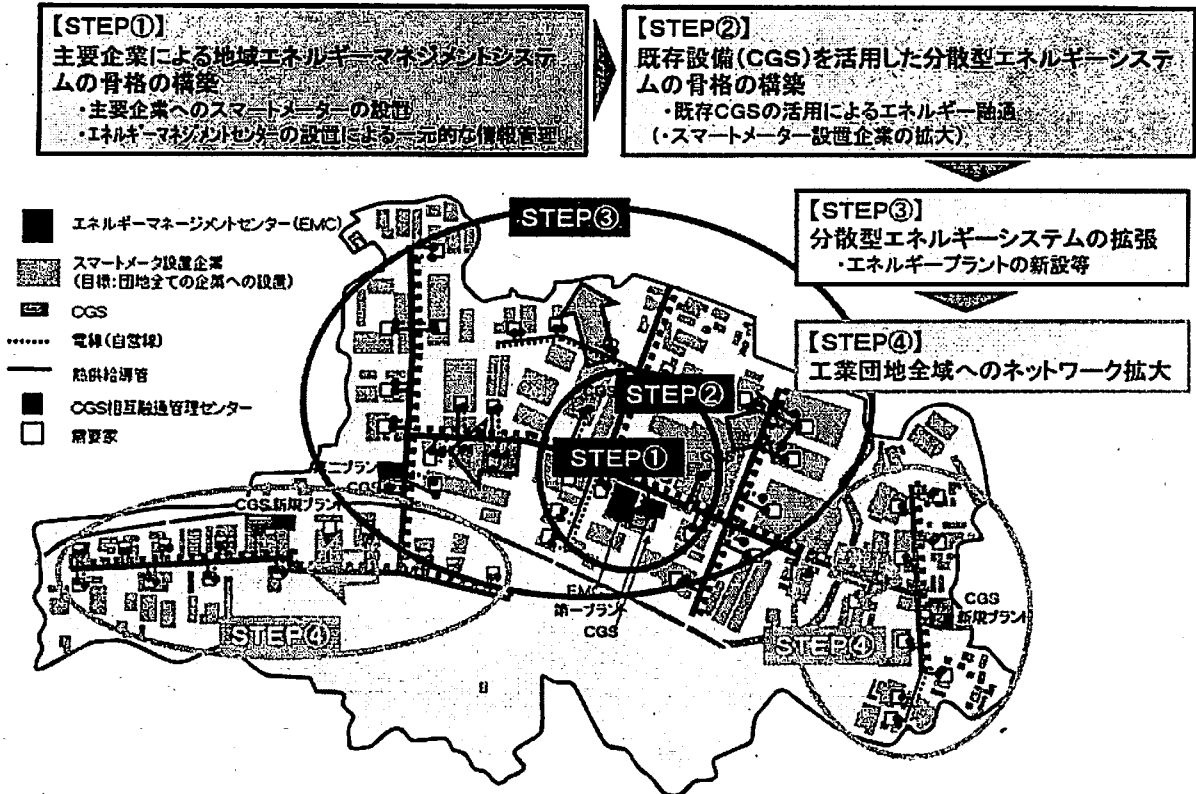 【STEP①】
主要企業による地域エネルギーマネジメントシステ
ムの骨格の構築
・主要企業へのスマートメーターの設置
・エネルギーマネジメントセンターの設置による一元的な情報管理
【STEP②】
既存設備(CGS)を活用した分散型エネルギーシステ
ムの骨格の構築
・既存CGSの活用によるエネルギー融通
(・スマートメーター設置企業の拡大)
【STEP③】
分散型エネルギーシステムの拡張
・エネルギープラントの新設等
【STEP④】
工業団地全域へのネットワーク拡大
エネルギーマネージメントセンター(EMC)
スマートメータ設置企業
(目標:団地全ての企業への設置)
CGS
電線(自営線)
熱供給導管
CGS相互融通管理センター
需要家
STEP③
STEP②
STEP①
第二プラント
CGS
CGS新規プラント
EMC
第一プラント
CGS
STEP④
STEP④
CGS
新規プラント